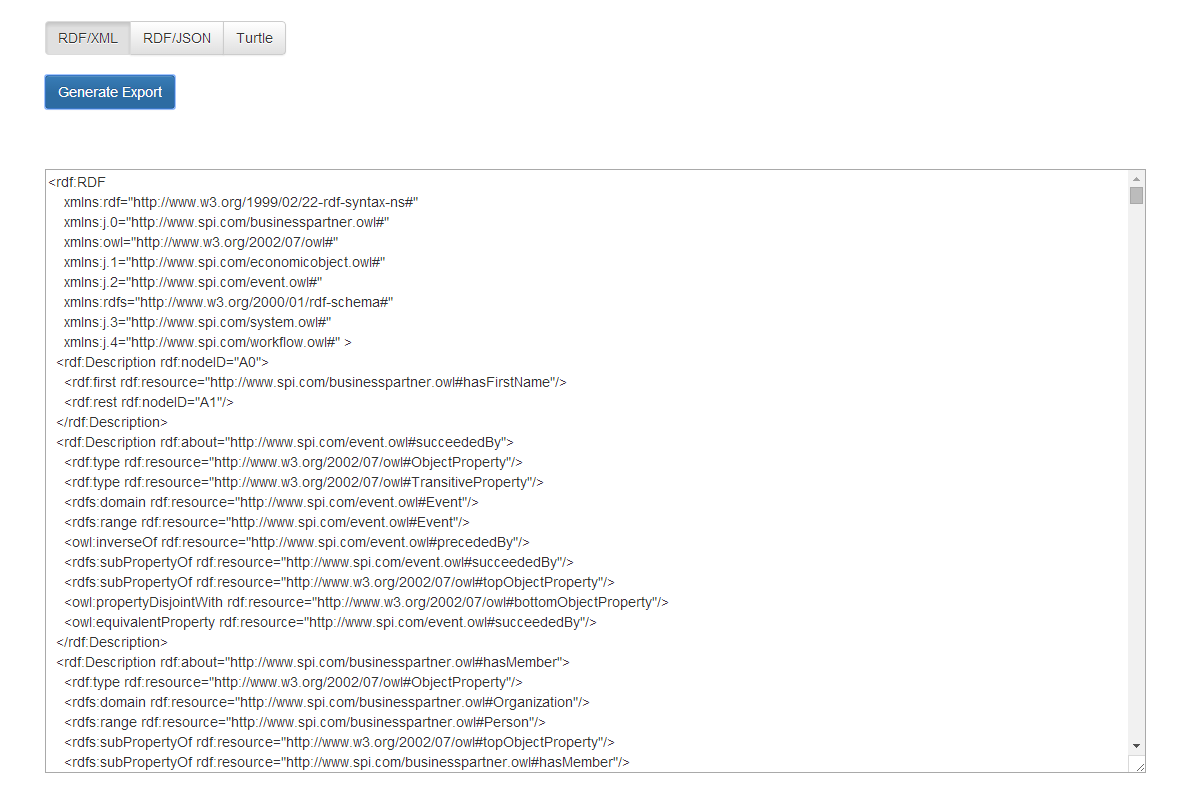 RDF/XML RDF/JSON Turtle
Generate Export
<rdf:RDF
xmlns:rdf="http://www.w3.org/1999/02/22-rdf-syntax-ns#"
xmlns:j.0="http://www.spi.com/businesspartner.owl#"
xmlns:owl="http://www.w3.org/2002/07/owl#"
xmlns:j.1="http://www.spi.com/economicobject.owl#"
xmlns:j.2="http://www.spi.com/event.owl#"
xmlns:rdfs="http://www.w3.org/2000/01/rdf-schema#"
xmlns:j.3="http://www.spi.com/system.owl#"
xmlns:j.4="http://www.spi.com/workflow.owl#" >
<rdf:Description rdf:nodeID="A0">
<rdf:first rdf:resource="http://www.spi.com/businesspartner.owl#hasFirstName"/>
<rdf:rest rdf:nodeID="A1"/>
</rdf:Description>
<rdf:Description rdf:about="http://www.spi.com/event.owl#succeededBy">
<rdf:type rdf:resource="http://www.w3.org/2002/07/owl#ObjectProperty"/>
<rdf:type rdf:resource="http://www.w3.org/2002/07/owl#TransitiveProperty"/>
<rdfs:domain rdf:resource="http://www.spi.com/event.owl#Event"/>
<rdfs:range rdf:resource="http://www.spi.com/event.owl#Event"/>
<owl:inverseOf rdf:resource="http://www.spi.com/event.owl#precededBy"/>
<rdfs:subPropertyOf rdf:resource="http://www.spi.com/event.owl#succeededBy"/>
<rdfs:subPropertyOf rdf:resource="http://www.w3.org/2002/07/owl#topObjectProperty"/>
<owl:propertyDisjointWith rdf:resource="http://www.w3.org/2002/07/owl#bottomObjectProperty"/>
<owl:equivalentProperty rdf:resource="http://www.spi.com/event.owl#succeededBy"/>
</rdf:Description>
<rdf:Description rdf:about="http://www.spi.com/businesspartner.owl#hasMember">
<rdf:type rdf:resource="http://www.w3.org/2002/07/owl#ObjectProperty"/>
<rdfs:domain rdf:resource="http://www.spi.com/businesspartner.owl#Organization"/>
<rdfs:range rdf:resource="http://www.spi.com/businesspartner.owl#Person"/>
<rdfs:subPropertyOf rdf:resource="http://www.w3.org/2002/07/owl#topObjectProperty"/>
<rdfs:subPropertyOf rdf:resource="http://www.spi.com/businesspartner.owl#hasMember"/>